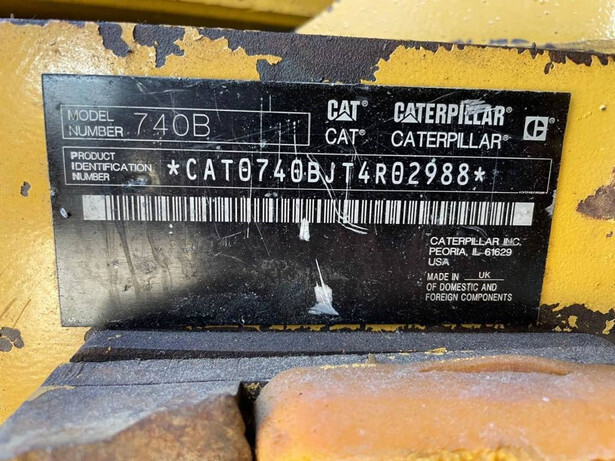 MODEL NUMBER 740B
CAT® CATERPILLAR®
CAT® CATERPILLAR®
C
PRODUCT
IDENTIFICATION
NUMBER
*CAT0740BJT4R02988*
CATERPILLAR INC.
PEORIA, IL 61629
USA
MADE IN UK
OF DOMESTIC AND
FOREIGN COMPONENTS